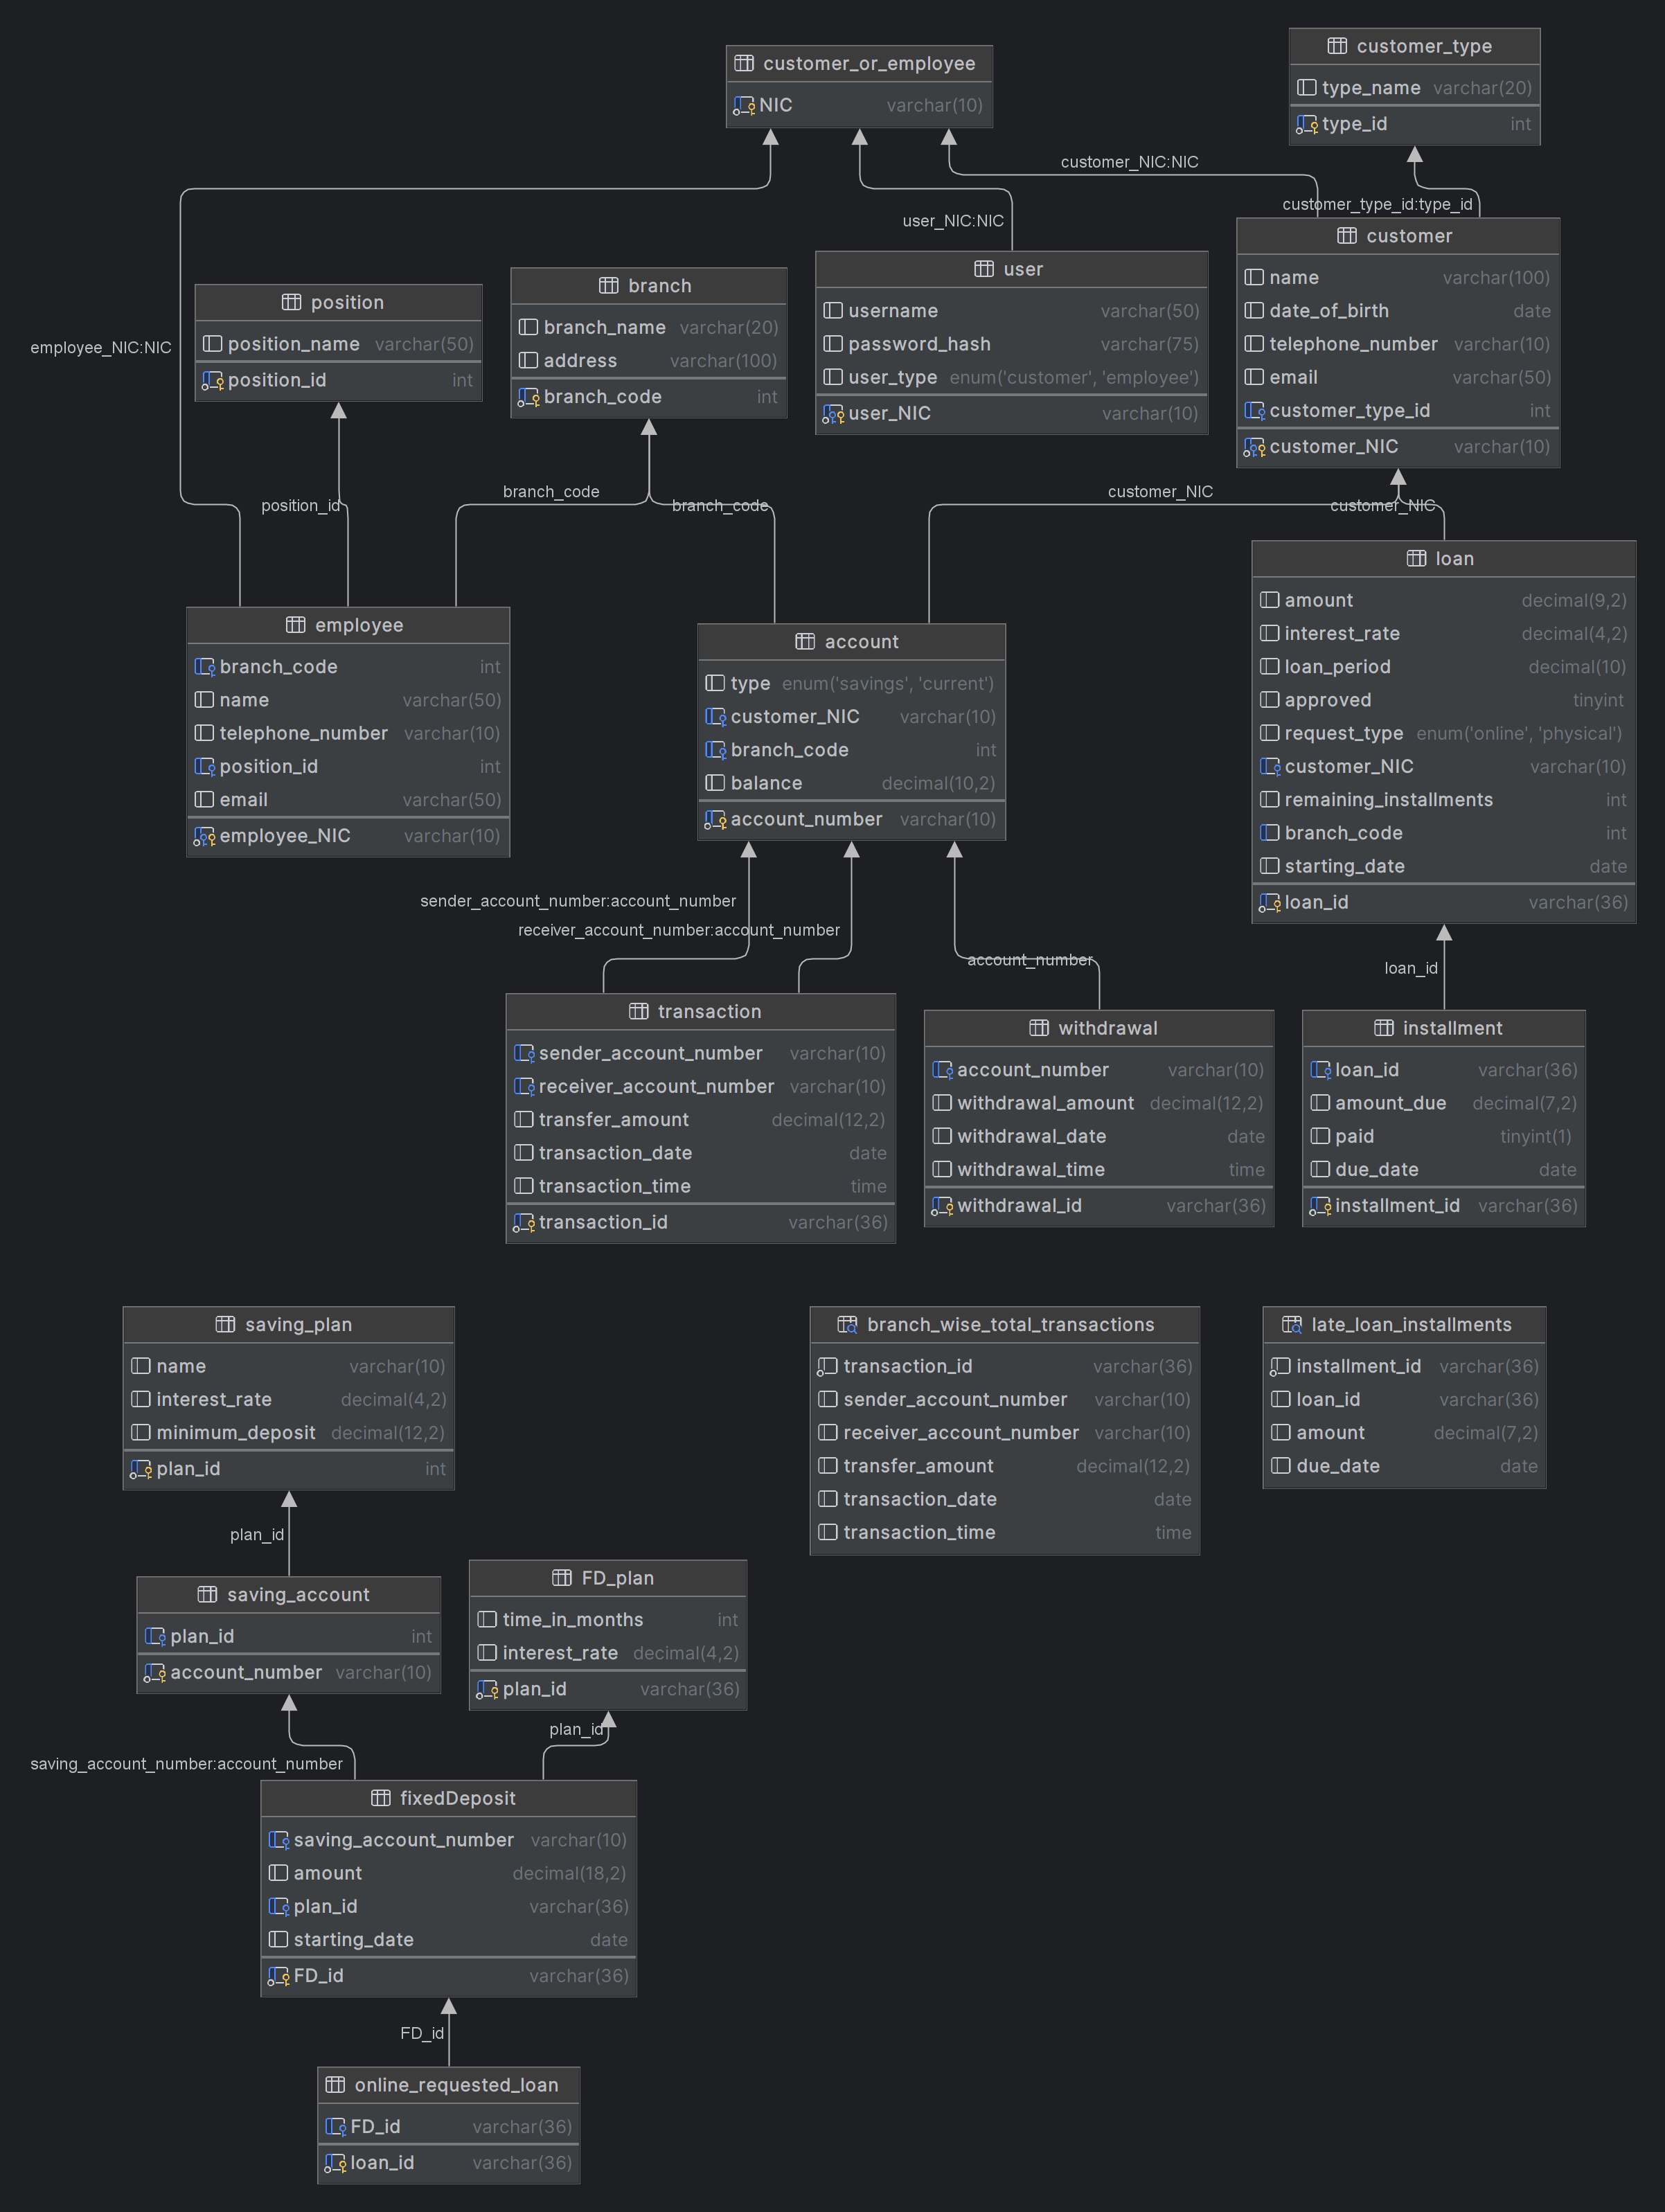 customer_or_employee
NIC varchar(10)
customer_type
type_name varchar(20)
type_id int
customer_NIC:NIC
customer_type_id:type_id
user_NIC:NIC
employee_NIC:NIC
position
position_name varchar(50)
position_id int
branch
branch_name varchar(20)
address varchar(100)
branch_code int
user
username varchar(50)
password_hash varchar(75)
user_type enum('customer', 'employee')
user_NIC varchar(10)
customer
name varchar(100)
date_of_birth date
telephone_number varchar(10)
email varchar(50)
customer_type_id int
customer_NIC varchar(10)
position_id
branch_code
branch_code
customer_NIC
customer_NIC
employee
branch_code int
name varchar(50)
telephone_number varchar(10)
position_id int
email varchar(50)
employee_NIC varchar(10)
account
type enum('savings', 'current')
customer_NIC varchar(10)
branch_code int
balance decimal(10,2)
account_number varchar(10)
loan
amount decimal(9,2)
interest_rate decimal(4,2)
loan_period decimal(10)
approved tinyint
request_type enum('online', 'physical')
customer_NIC varchar(10)
remaining_installments int
branch_code int
starting_date date
loan_id varchar(36)
sender_account_number:account_number
receiver_account_number:account_number
account_number
loan_id
transaction
sender_account_number varchar(10)
receiver_account_number varchar(10)
transfer_amount decimal(12,2)
transaction_date date
transaction_time time
transaction_id varchar(36)
withdrawal
account_number varchar(10)
withdrawal_amount decimal(12,2)
withdrawal_date date
withdrawal_time time
withdrawal_id varchar(36)
installment
loan_id varchar(36)
amount_due decimal(7,2)
paid tinyint(1)
due_date date
installment_id varchar(36)
saving_plan
name varchar(10)
interest_rate decimal(4,2)
minimum_deposit decimal(12,2)
plan_id int
branch_wise_total_transactions
transaction_id varchar(36)
sender_account_number varchar(10)
receiver_account_number varchar(10)
transfer_amount decimal(12,2)
transaction_date date
transaction_time time
late_loan_installments
installment_id varchar(36)
loan_id varchar(36)
amount decimal(7,2)
due_date date
plan_id
saving_account
plan_id int
account_number varchar(10)
FD_plan
time_in_months int
interest_rate decimal(4,2)
plan_id varchar(36)
plan_id
saving_account_number:account_number
fixedDeposit
saving_account_number varchar(10)
amount decimal(18,2)
plan_id varchar(36)
starting_date date
FD_id varchar(36)
FD_id
online_requested_loan
FD_id varchar(36)
loan_id varchar(36)